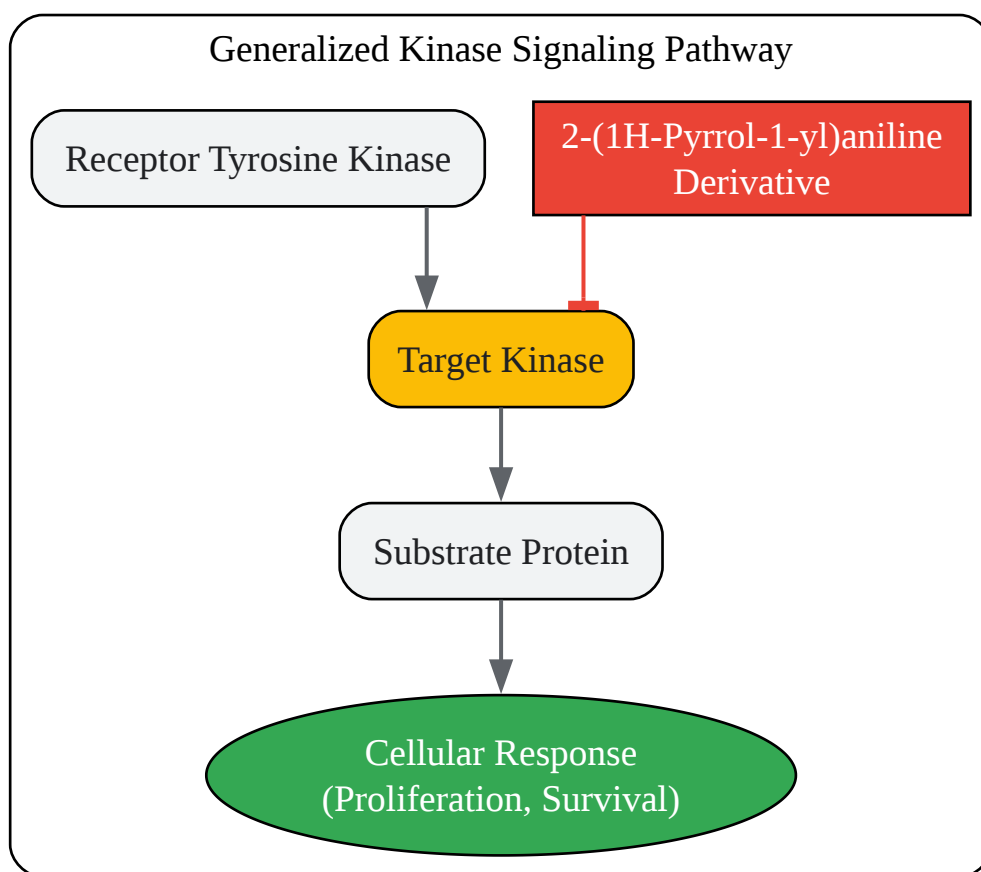 Generalized Kinase Signaling Pathway
Receptor Tyrosine Kinase
2-(1H-Pyrrol-1-yl)aniline
Derivative
Target Kinase
Substrate Protein
Cellular Response
(Proliferation, Survival)